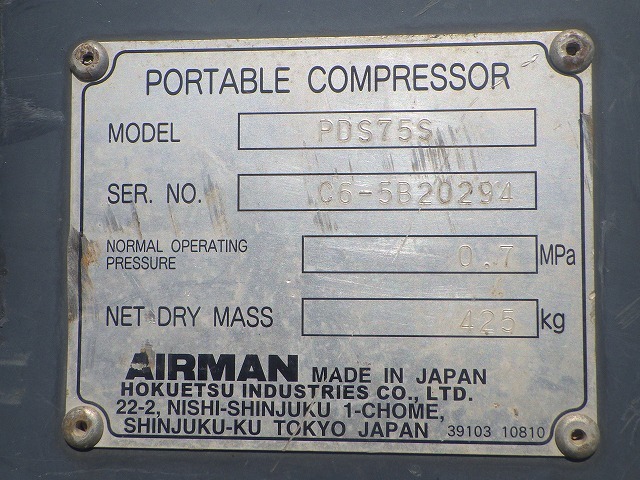 PORTABLE COMPRESSOR
MODEL PDS75S
SER. NO. C6-5B20294
NORMAL OPERATING
PRESSURE 0.7 MPa
NET DRY MASS 425 kg
AIRMAN MADE IN JAPAN
HOKUETSU INDUSTRIES CO., LTD.
22-2, NISHI-SHINJUKU 1-CHOME,
SHINJUKU-KU TOKYO JAPAN 39103 10810